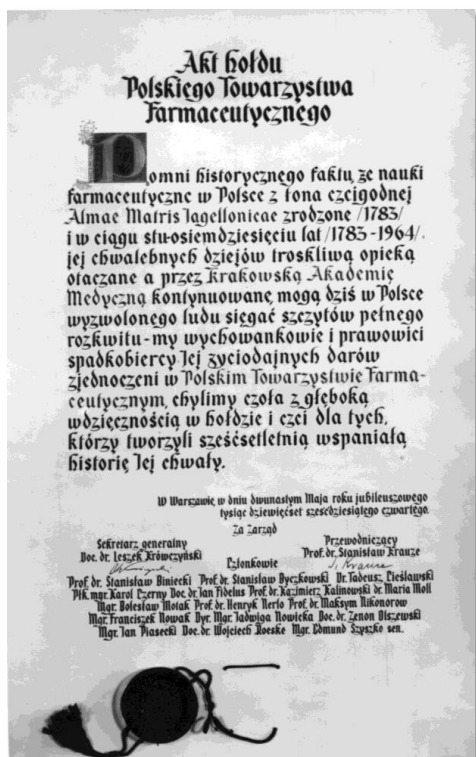 Akt hołdu
Polskiego Towarzystwa
Farmaceutycznego
Pomni historycznego faktu, że nauki
farmaceutyczne w Polsce z łona czcigodnej
Almae Matris Jagellonicae zrodzone /1783/
i w ciągu stu-osiemdziesięciu lat /1783-1964/.
jej chwalebnych dziejów troskliwą opieką
otaczane a przez Krakowską Akademię
Medyczną kontynuowane, mogą dziś w Polsce
wyzwolonego ludu sięgać szczytów pełnego
rozkwitu-my wychowankowie i prawowici
spadkobiercy Jej życiodajnych darów
zjednoczeni w Polskim Towarzystwie Farma-
ceutycznym, chylimy czoła z głęboką
wdzięcznością w hołdzie i czci dla tych,
którzy tworzyli sześćsetletnią wspaniałą
historię Jej chwały.
W Warszawie w dniu dwunastym Maja roku jubileuszowego
tysiąc dziewięćset sześćdziesiątego czwartego.
Za Zarząd
Sekretarz generalny
Doc. dr. Leszek Krówczyński
Przewodniczący
Prof. dr. Stanisław Krauze
S. Krauze
Członkowie
Prof. dr. Stanisław Biniecki Prof. dr. Stanisław Byczkowski Dr. Tadeusz Cieślawski
Płk. mgr. Karol Czerny Doc. dr. Jan Fidelus Prof. dr. Kazimierz Kalinowski dr. Maria Moll
Mgr. Bolesław Motak Prof. dr. Henryk Nerlo Prof. dr. Maksym Nikonorow
Mgr. Franciszek Nowak Dyr. Mgr. Jadwiga Nowicka Doc. dr. Zenon Olszewski
Mgr. Jan Piasecki Doc. dr. Wojciech Roeske Mgr. Edmund Szyszko sen.